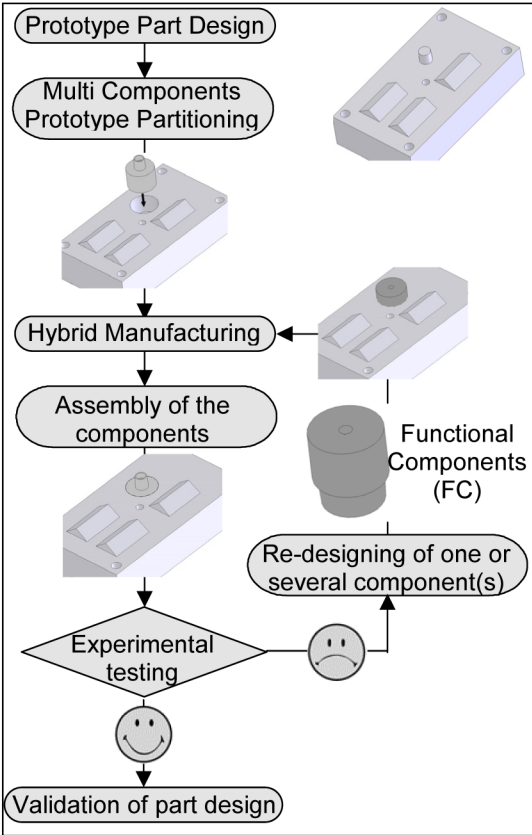 Prototype Part Design
Multi Components
Prototype Partitioning
Hybrid Manufacturing
Assembly of the
components
Functional
Components
(FC)
Re-designing of one or
several component(s)
Experimental
testing
Validation of part design